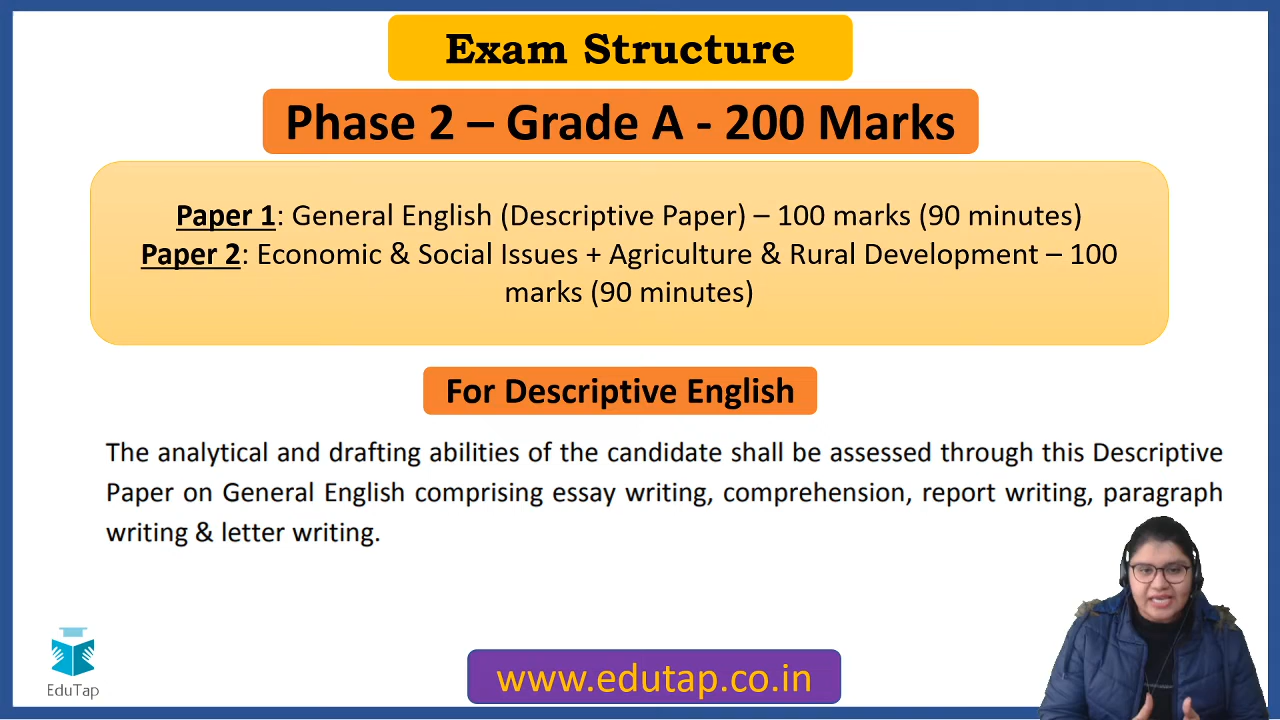 Exam Structure
Phase 2 – Grade A - 200 Marks
Paper 1: General English (Descriptive Paper) – 100 marks (90 minutes)
Paper 2: Economic & Social Issues + Agriculture & Rural Development – 100
marks (90 minutes)
For Descriptive English
The analytical and drafting abilities of the candidate shall be assessed through this Descriptive
Paper on General English comprising essay writing, comprehension, report writing, paragraph
writing & letter writing.
EduTap
www.edutap.co.in